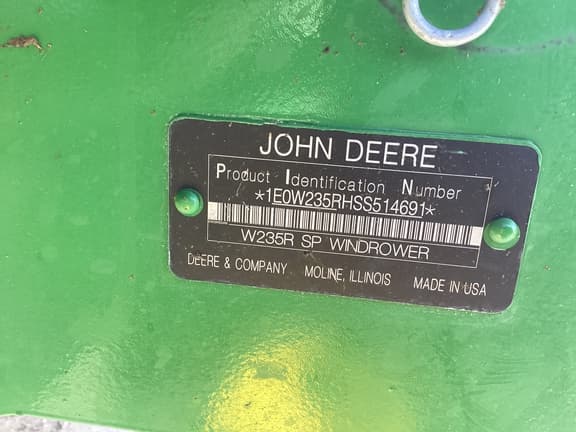 JOHN DEERE
Product Identification Number
*1E0W235RHSS514691*
W235R SP WINDROWER
DEERE & COMPANY MOLINE, ILLINOIS MADE IN USA